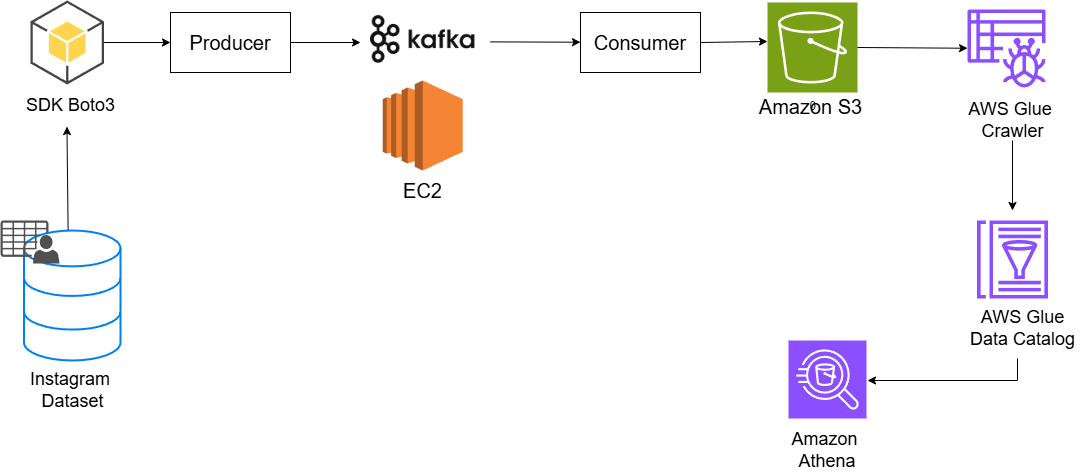 Producer
kafka
Consumer
SDK Boto3
Amazon S3
AWS Glue
Crawler
EC2
AWS Glue
Data Catalog
Instagram
Dataset
Amazon
Athena